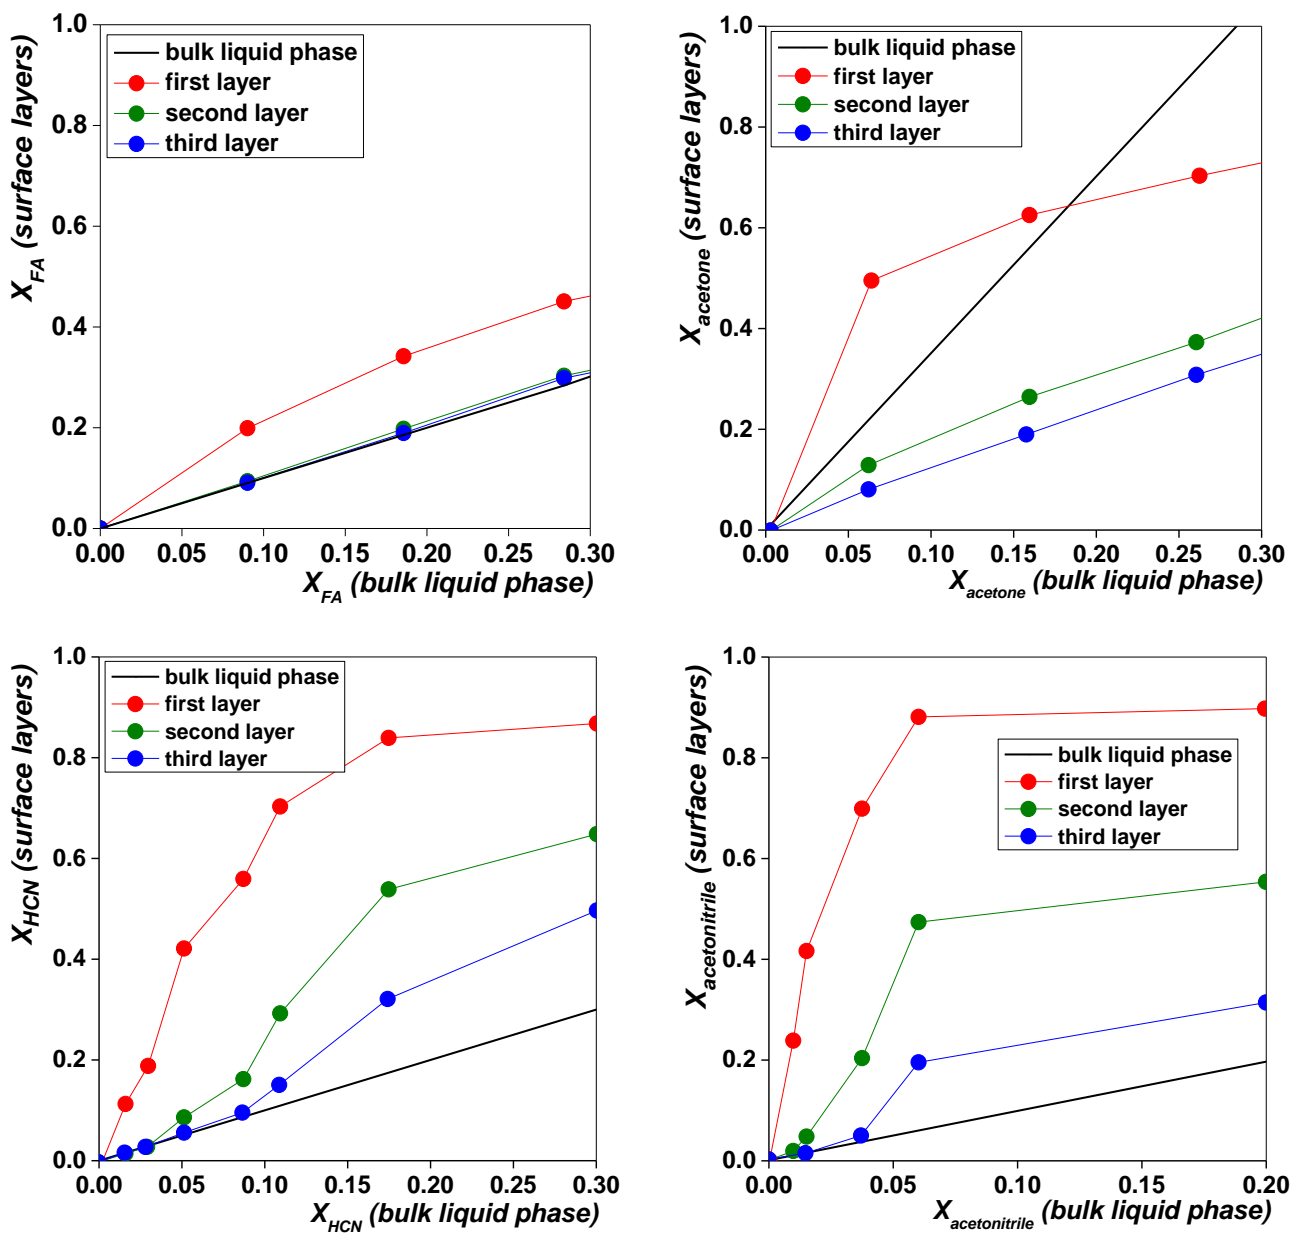 X_FA (surface layers)
1.0
0.8
0.6
0.4
0.2
0.0
bulk liquid phase
first layer
second layer
third layer
0.00 0.05 0.10 0.15 0.20 0.25 0.30
X_FA (bulk liquid phase)
X_acetone (surface layers)
1.0
0.8
0.6
0.4
0.2
0.0
bulk liquid phase
first layer
second layer
third layer
0.00 0.05 0.10 0.15 0.20 0.25 0.30
X_acetone (bulk liquid phase)
X_HCN (surface layers)
1.0
0.8
0.6
0.4
0.2
0.0
bulk liquid phase
first layer
second layer
third layer
0.00 0.05 0.10 0.15 0.20 0.25 0.30
X_HCN (bulk liquid phase)
X_acetonitrile (surface layers)
1.0
0.8
0.6
0.4
0.2
0.0
bulk liquid phase
first layer
second layer
third layer
0.00 0.05 0.10 0.15 0.20
X_acetonitrile (bulk liquid phase)